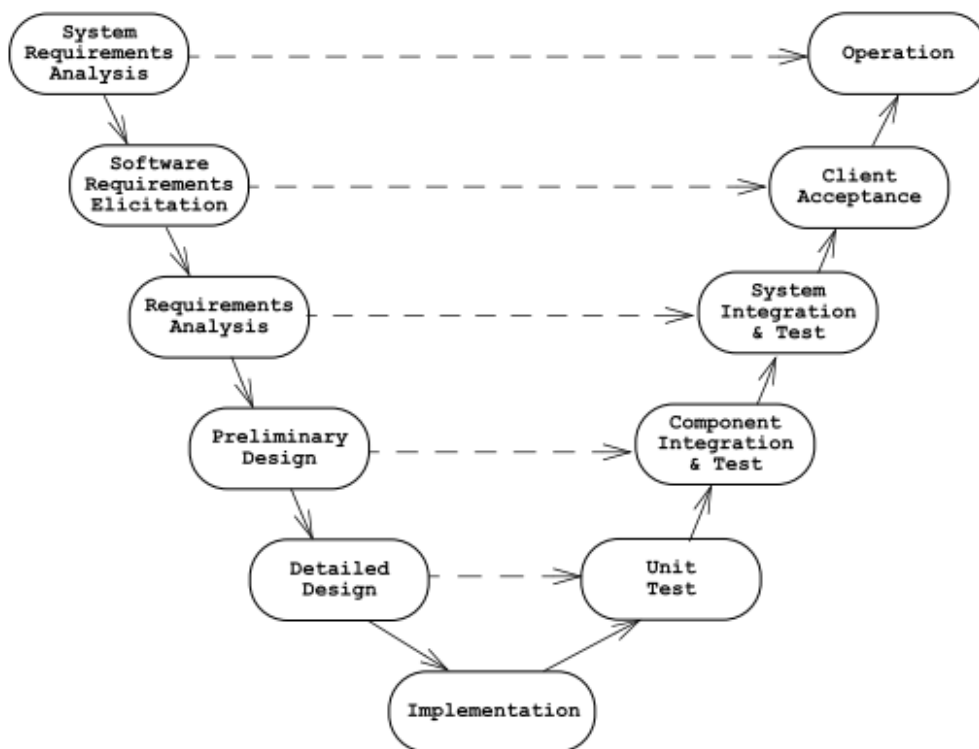 System
Requirements
Analysis
Operation
Software
Requirements
Elicitation
Client
Acceptance
Requirements
Analysis
System
Integration
& Test
Preliminary
Design
Component
Integration
& Test
Detailed
Design
Unit
Test
Implementation